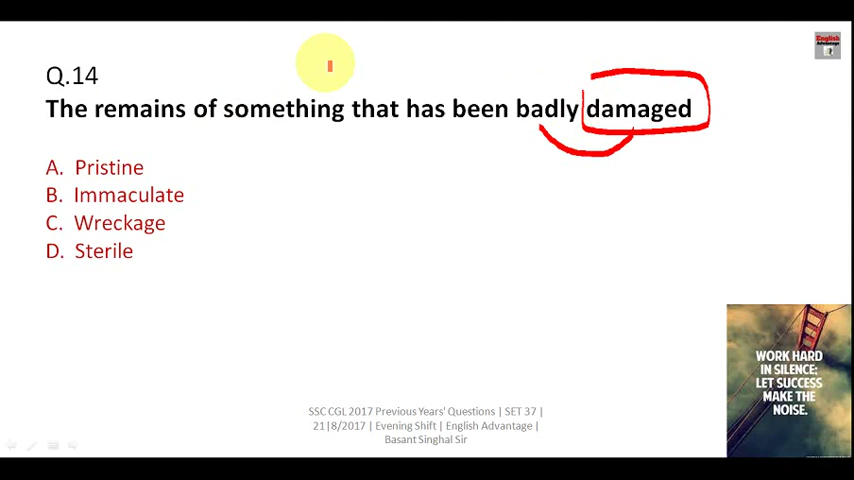 English
Advantage
Q.14
The remains of something that has been badly damaged
A. Pristine
B. Immaculate
C. Wreckage
D. Sterile
WORK HARD
IN SILENCE;
LET SUCCESS
MAKE THE
NOISE.
SSC CGL 2017 Previous Years' Questions | SET 37 |
21|8/2017 | Evening Shift | English Advantage |
Basant Singhal Sir